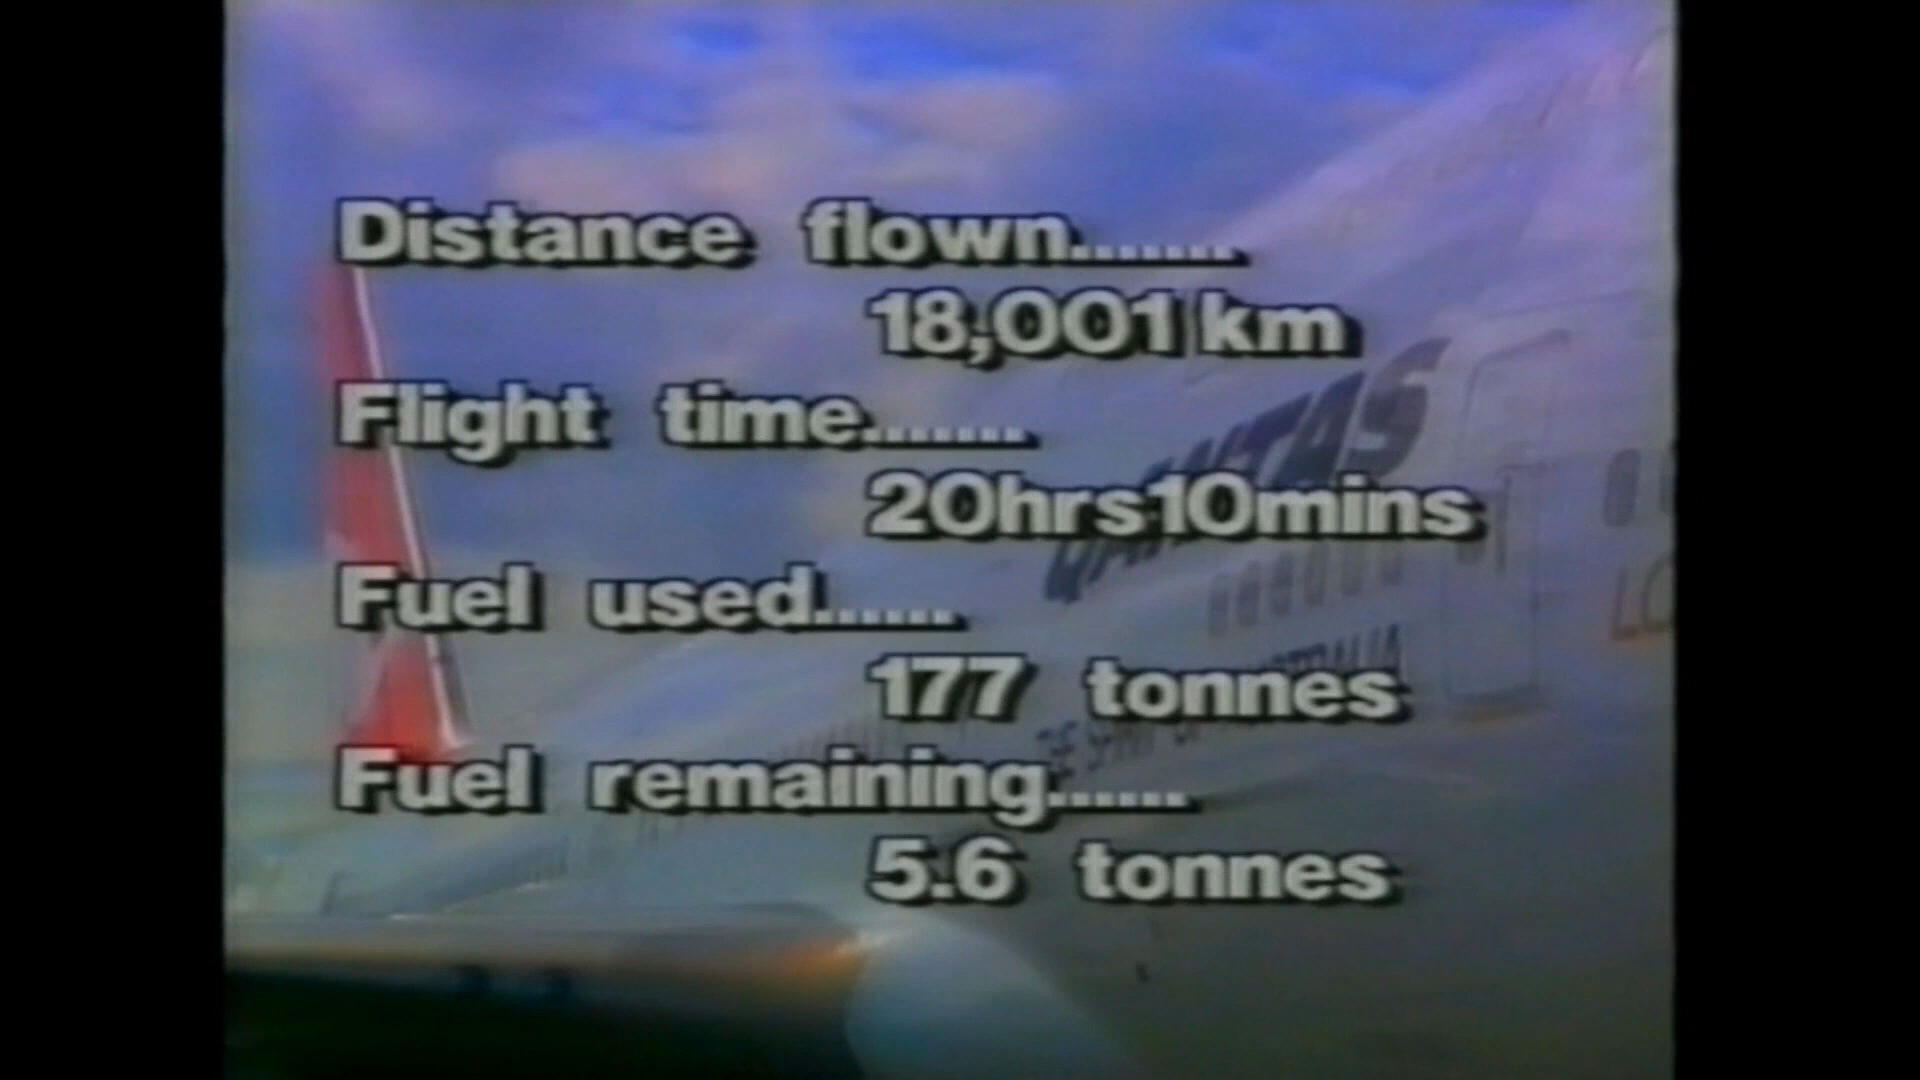 Distance flown.......
18,001 km
Flight time.......
20hrs10mins
Fuel used......
177 tonnes
Fuel remaining......
5.6 tonnes
QANTAS